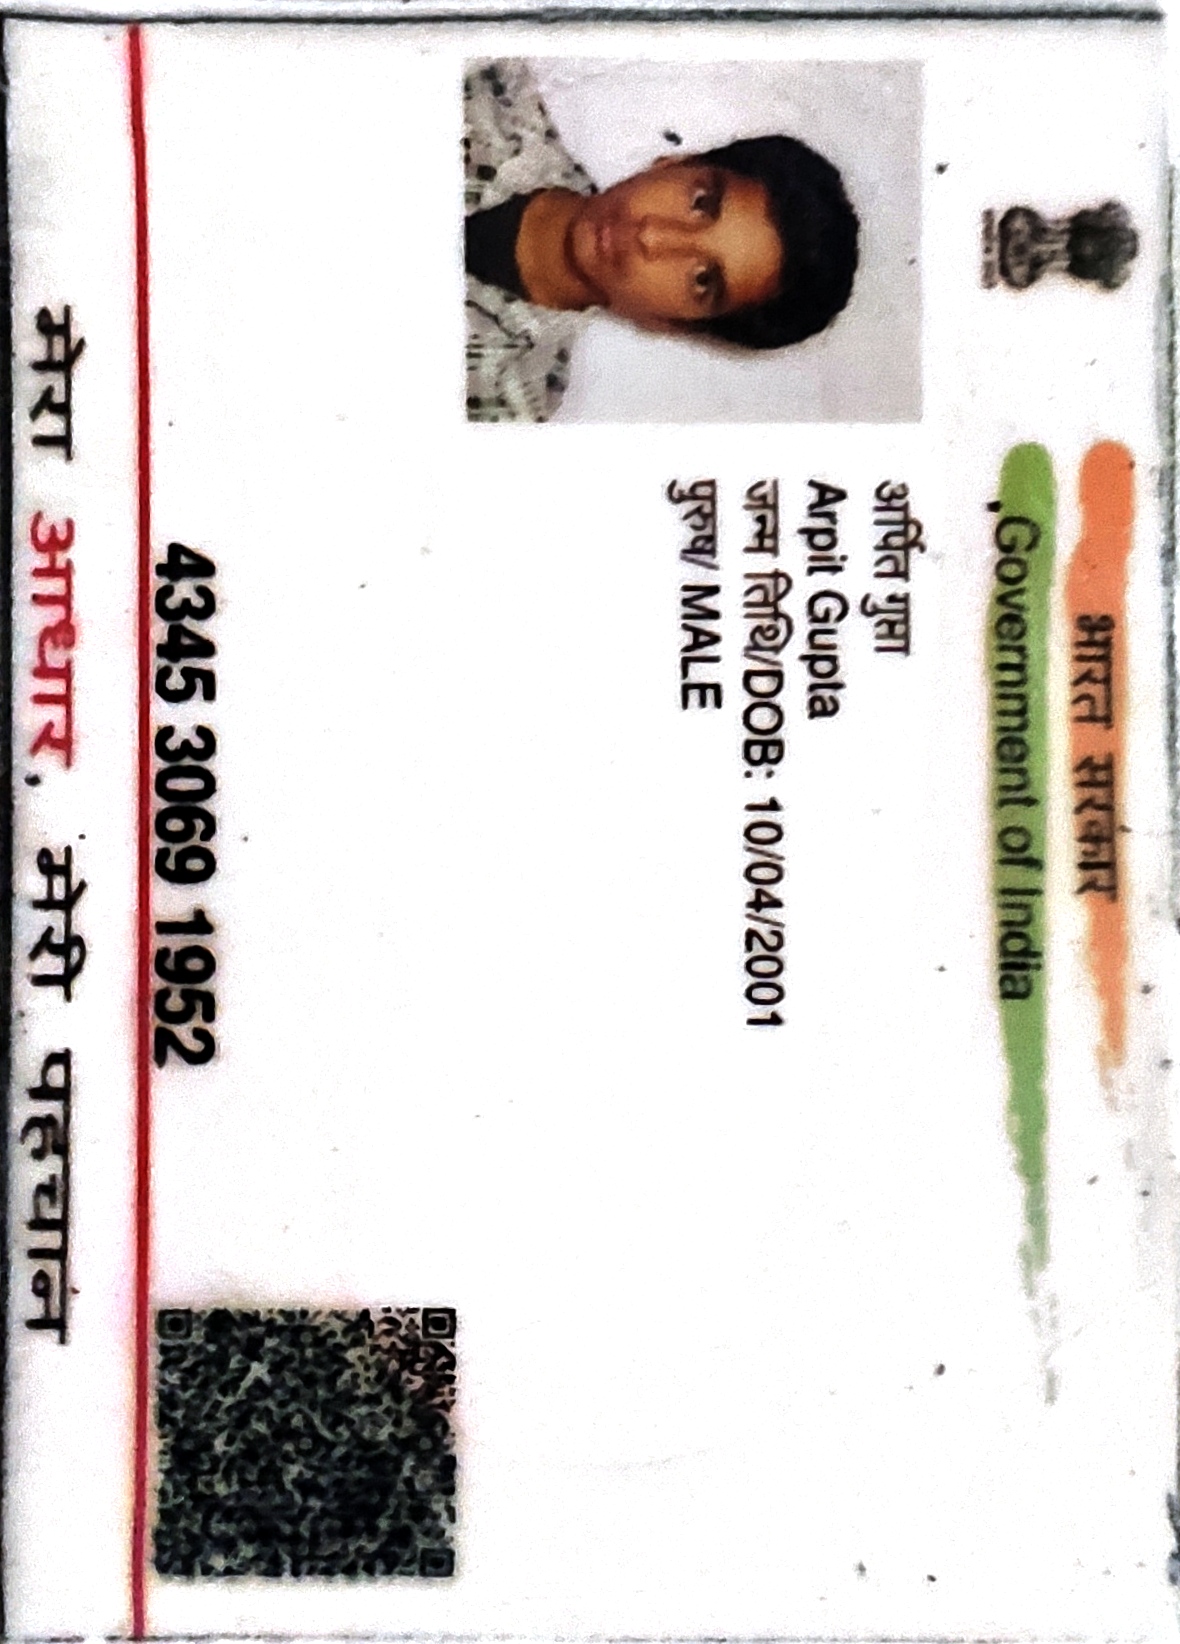 भारत सरकार
Government of India
अर्पित गुप्ता
Arpit Gupta
जन्म तिथि/DOB: 10/04/2001
पुरुष/ MALE
4345 3069 1952
मेरा आधार, मेरी पहचान